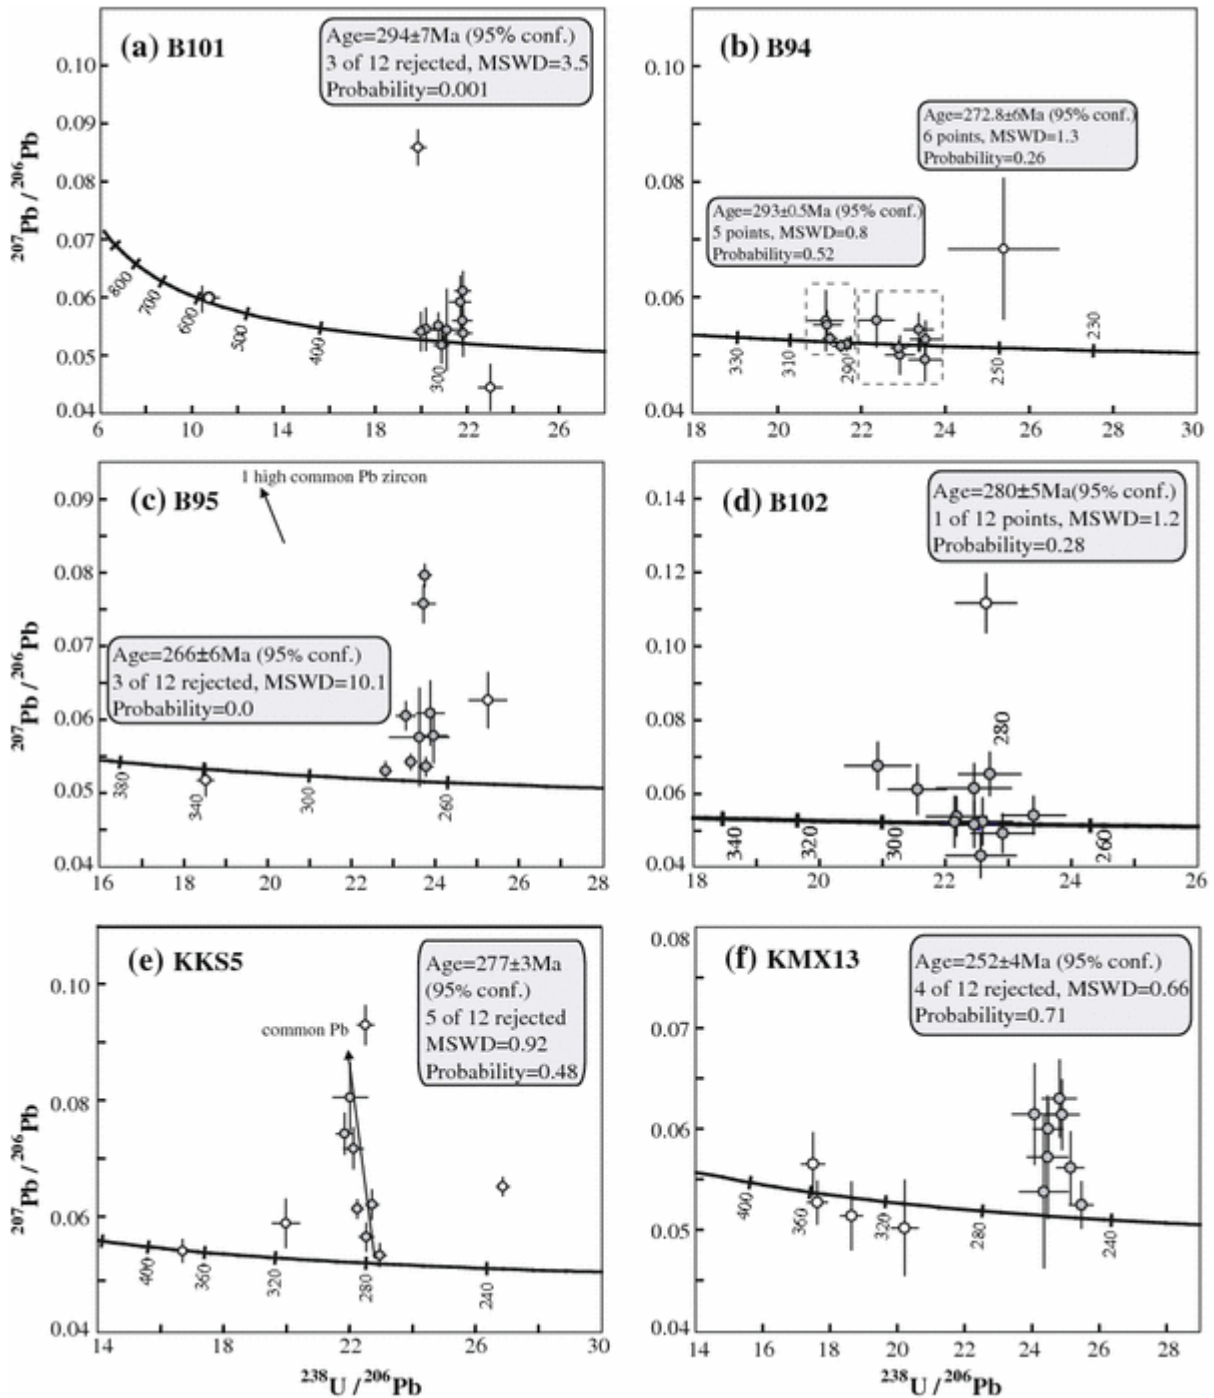 (a) B101
Age=294±7Ma (95% conf.)
3 of 12 rejected, MSWD=3.5
Probability=0.001
0.10
0.09
0.08
0.07
0.06
0.05
0.04
207Pb / 206Pb
800
700
600
500
400
300
6
10
14
18
22
26
(b) B94
Age=272.8±6Ma (95% conf.)
6 points, MSWD=1.3
Probability=0.26
Age=293±0.5Ma (95% conf.)
5 points, MSWD=0.8
Probability=0.52
0.10
0.08
0.06
0.04
330
310
290
250
230
18
20
22
24
26
28
30
(c) B95
1 high common Pb zircon
Age=266±6Ma (95% conf.)
3 of 12 rejected, MSWD=10.1
Probability=0.0
0.09
0.08
0.07
0.06
0.05
0.04
207Pb / 206Pb
380
340
300
260
16
18
20
22
24
26
28
(d) B102
Age=280±5Ma(95% conf.)
1 of 12 points, MSWD=1.2
Probability=0.28
0.14
0.12
0.10
0.08
0.06
0.04
280
340
320
300
260
20
22
24
26
(e) KKS5
Age=277±3Ma
(95% conf.)
5 of 12 rejected
MSWD=0.92
Probability=0.48
common Pb
0.10
0.08
0.06
0.04
207Pb / 206Pb
400
360
320
280
240
14
18
22
26
30
238U / 206Pb
(f) KMX13
Age=252±4Ma (95% conf.)
4 of 12 rejected, MSWD=0.66
Probability=0.71
0.08
0.07
0.06
0.05
0.04
400
360
320
280
240
14
16
18
20
22
24
26
28
238U / 206Pb